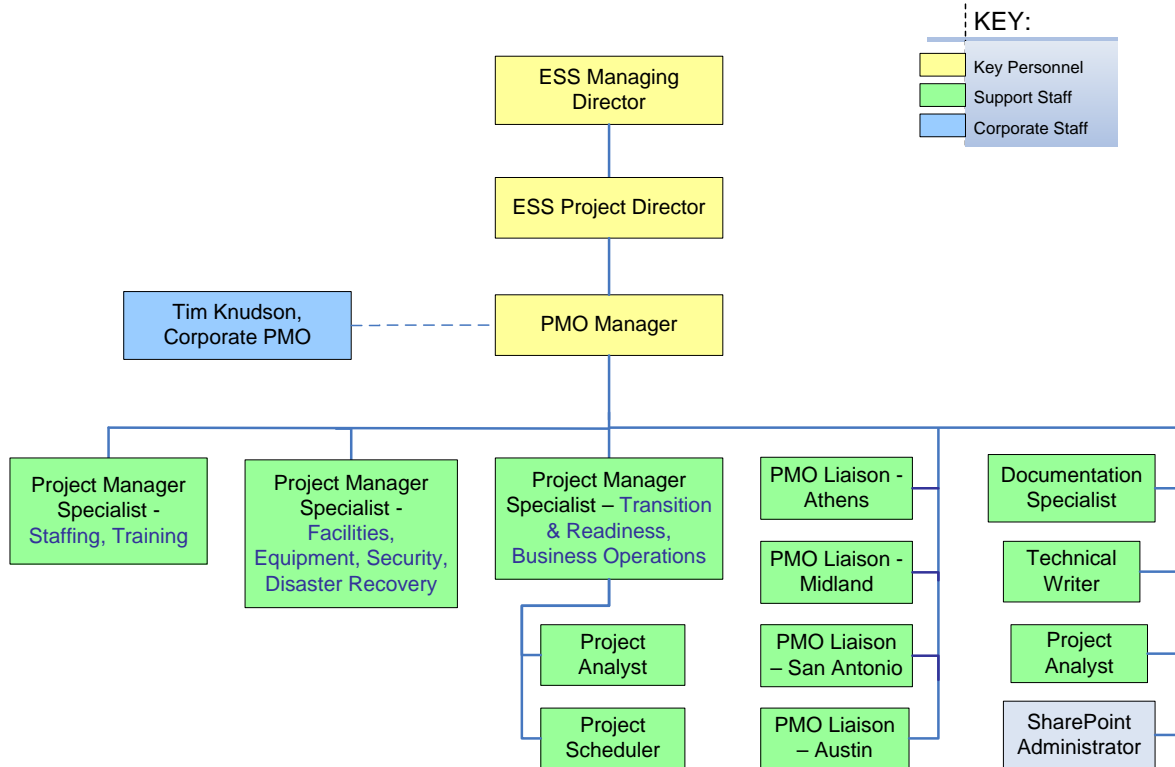 KEY:
Key Personnel
Support Staff
Corporate Staff
ESS Managing
Director
ESS Project Director
Tim Knudson,
Corporate PMO
PMO Manager
Project Manager
Specialist -
Staffing, Training
Project Manager
Specialist -
Facilities,
Equipment, Security,
Disaster Recovery
Project Manager
Specialist – Transition
& Readiness,
Business Operations
Project
Analyst
Project
Scheduler
PMO Liaison -
Athens
PMO Liaison -
Midland
PMO Liaison
– San Antonio
PMO Liaison
– Austin
Documentation
Specialist
Technical
Writer
Project
Analyst
SharePoint
Administrator